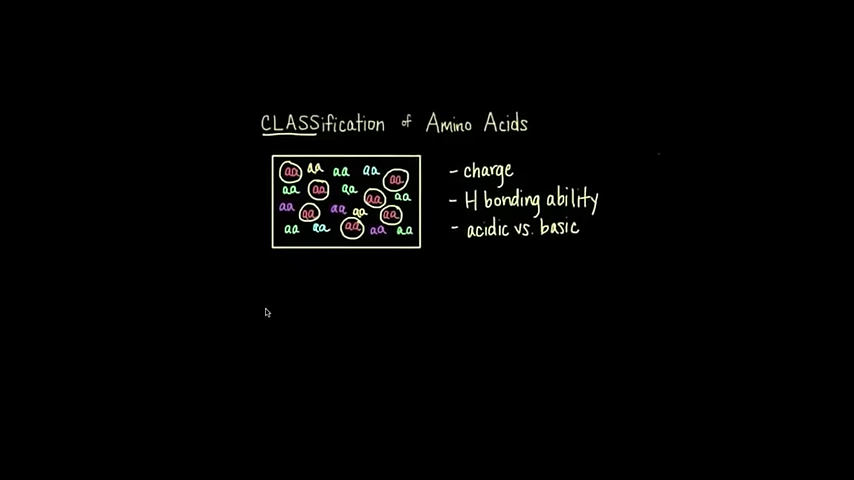 CLASSification of Amino Acids
aa aa aa aa aa
aa aa aa aa aa
aa aa aa aa aa
aa aa aa aa aa
- charge
- H bonding ability
- acidic vs. basic